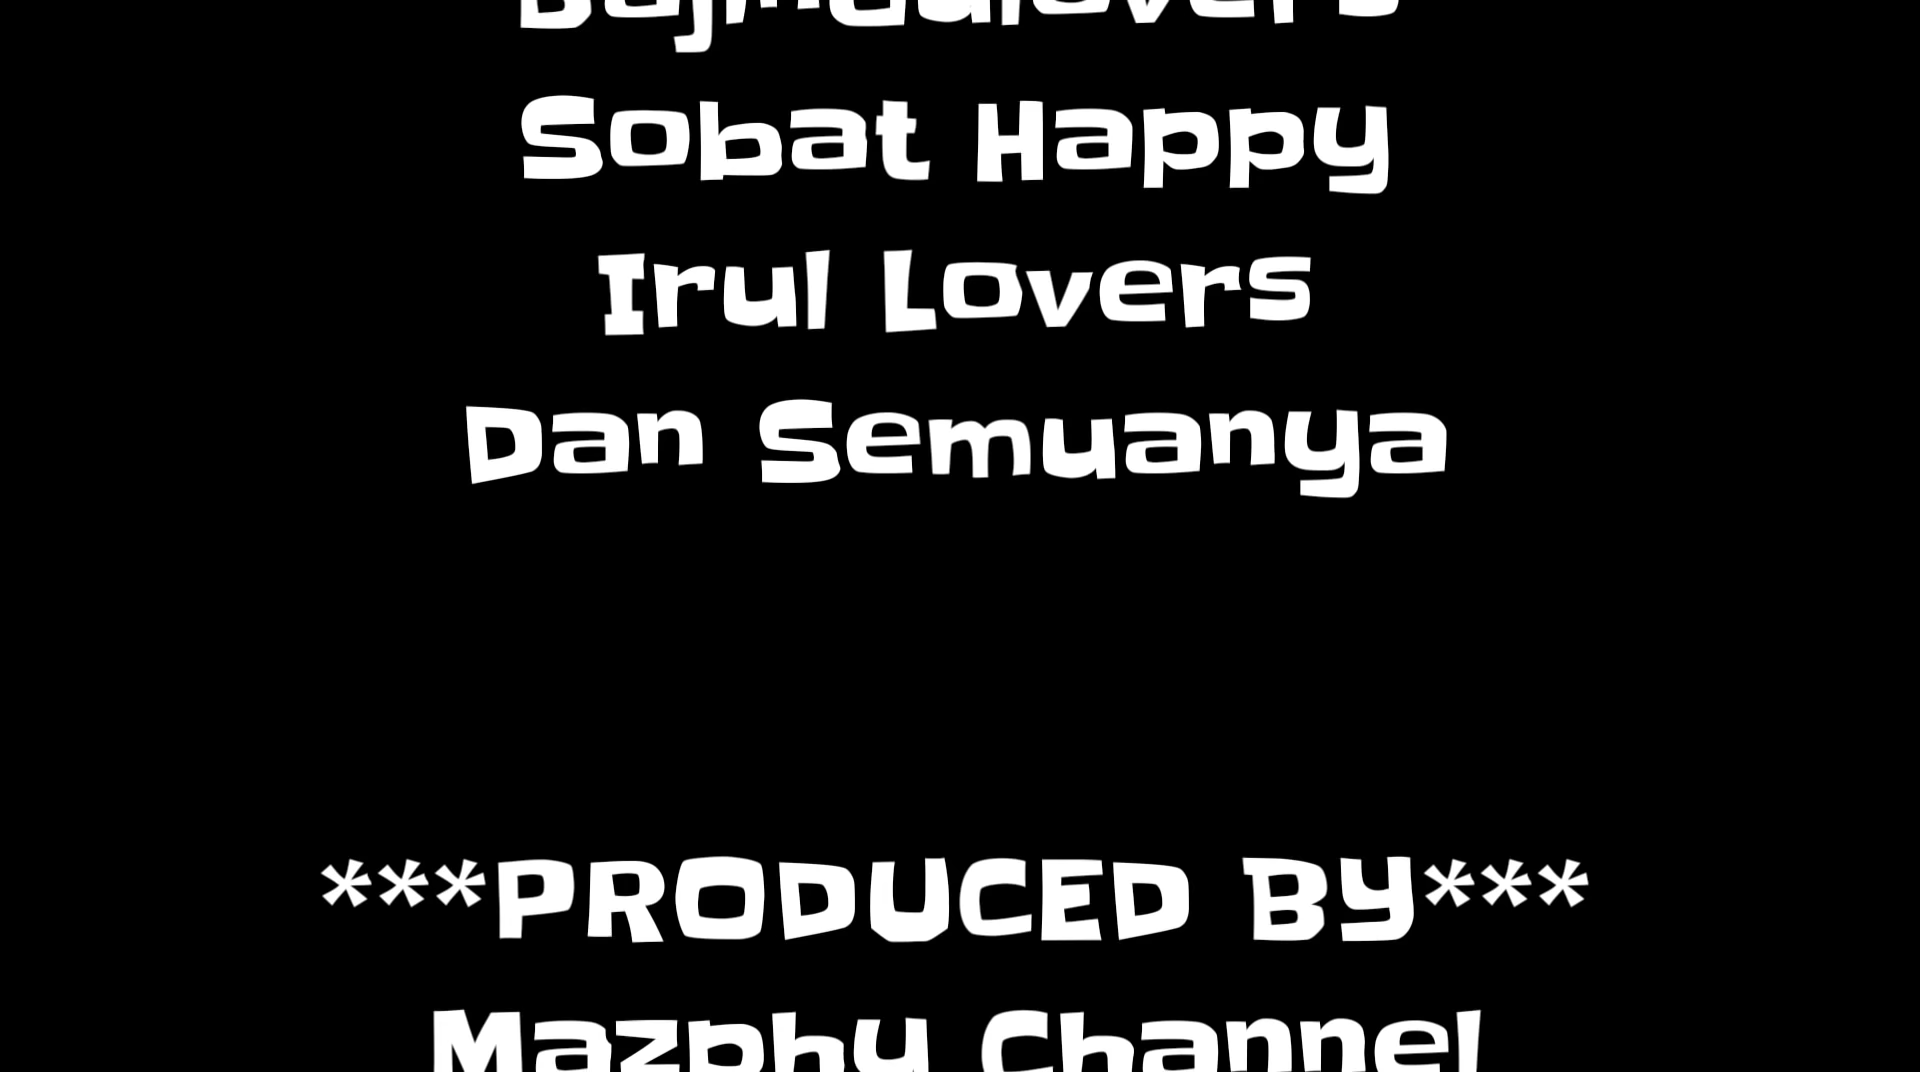 Sobat Happy
Irul Lovers
Dan Semuanya
***PRODUCED BY***
Mazphy Channel